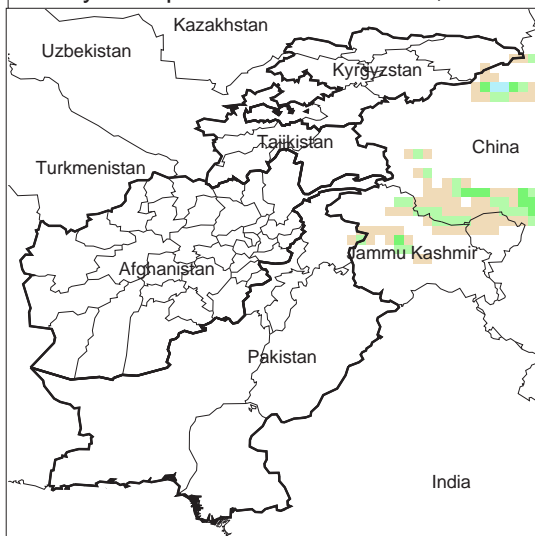 Kazakhstan
Uzbekistan
Kyrgyzstan
Tajikistan
China
Turkmenistan
Afghanistan
Jammu Kashmir
Pakistan
India